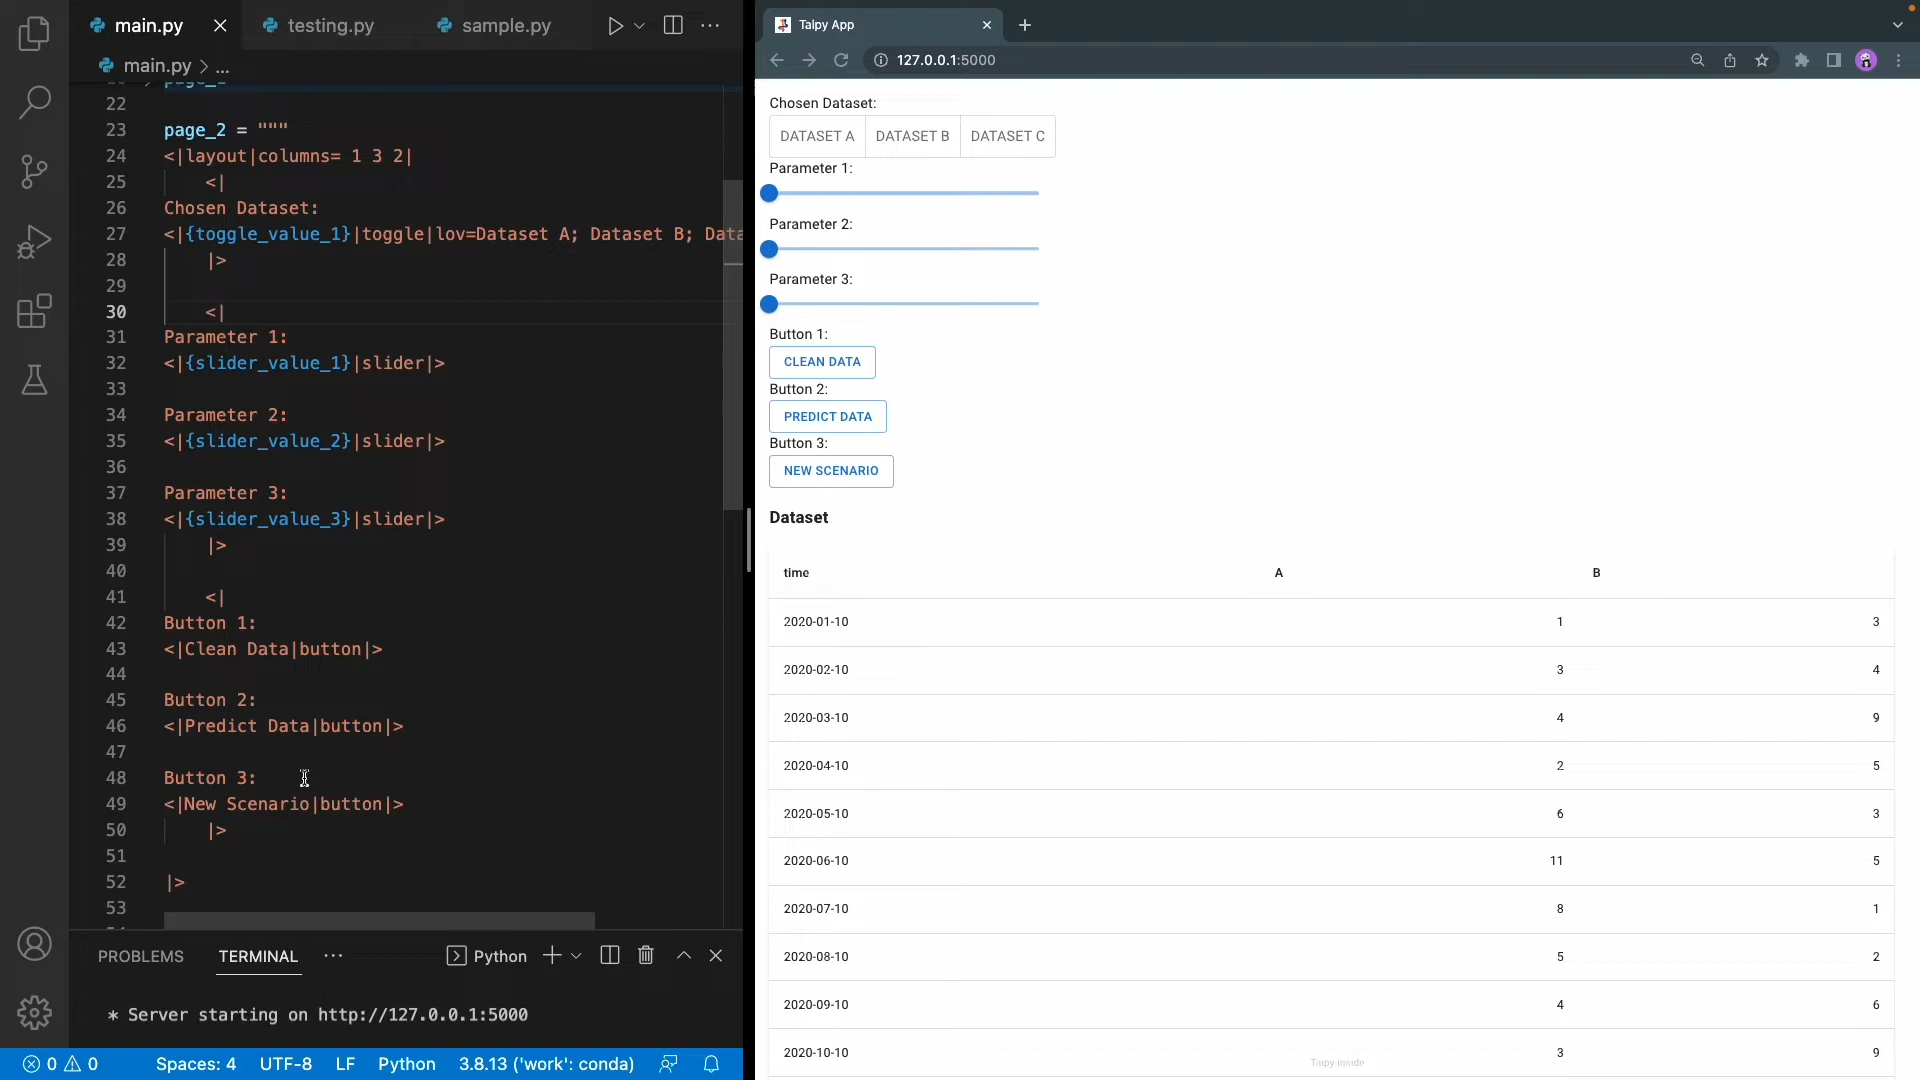 main.py
testing.py
sample.py
main.py > ...
22
23 page_2 = """
24 <|layout|columns= 1 3 2|
25 <|
26 Chosen Dataset:
27 <|{toggle_value_1}|toggle|lov=Dataset A; Dataset B; Data
28 |>
29
30 <|
31 Parameter 1:
32 <|{slider_value_1}|slider|>
33
34 Parameter 2:
35 <|{slider_value_2}|slider|>
36
37 Parameter 3:
38 <|{slider_value_3}|slider|>
39 |>
40
41 <|
42 Button 1:
43 <|Clean Data|button|>
44
45 Button 2:
46 <|Predict Data|button|>
47
48 Button 3:
49 <|New Scenario|button|>
50 |>
51
52 |>
53
PROBLEMS TERMINAL ... Python
* Server starting on http://127.0.0.1:5000
0 0 Spaces: 4 UTF-8 LF Python 3.8.13 ('work': conda)
Taipy App
127.0.0.1:5000
Chosen Dataset:
DATASET A DATASET B DATASET C
Parameter 1:
Parameter 2:
Parameter 3:
Button 1:
CLEAN DATA
Button 2:
PREDICT DATA
Button 3:
NEW SCENARIO
Dataset
time A B
2020-01-10 1 3
2020-02-10 3 4
2020-03-10 4 9
2020-04-10 2 5
2020-05-10 6 3
2020-06-10 11 5
2020-07-10 8 1
2020-08-10 5 2
2020-09-10 4 6
2020-10-10 3 9
Taipy inside